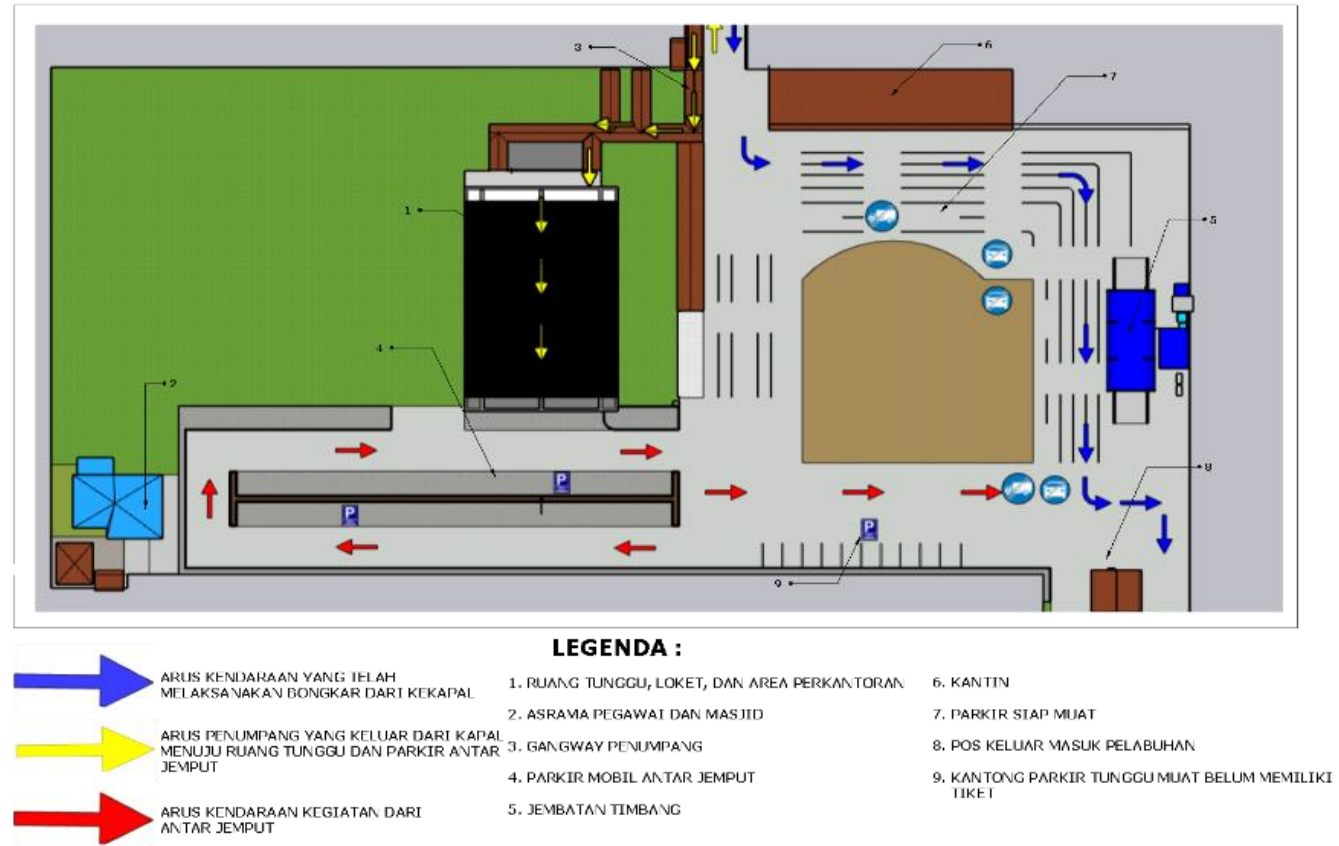 3
6
7
1
5
4
2
8
P
P
P
9
LEGENDA :
ARUS KENDARAAN YANG TELAH
MELAKSANAKAN BONGKAR DARI KEKAPAL
ARUS PENUMPANG YANG KELUAR DARI KAPAL
MENUJU RUANG TUNGGU DAN PARKIR ANTAR
JEMPUT
ARUS KENDARAAN KEGIATAN DARI
ANTAR JEMPUT
1. RUANG TUNGGU, LOKET, DAN AREA PERKANTORAN
2. ASRAMA PEGAWAI DAN MASJID
3. GANGWAY PENUMPANG
4. PARKIR MOBIL ANTAR JEMPUT
5. JEMBATAN TIMBANG
6. KANTIN
7. PARKIR SIAP MUAT
8. POS KELUAR MASUK PELABUHAN
9. KANTONG PARKIR TUNGGU MUAT BELUM MEMILIKI
TIKET